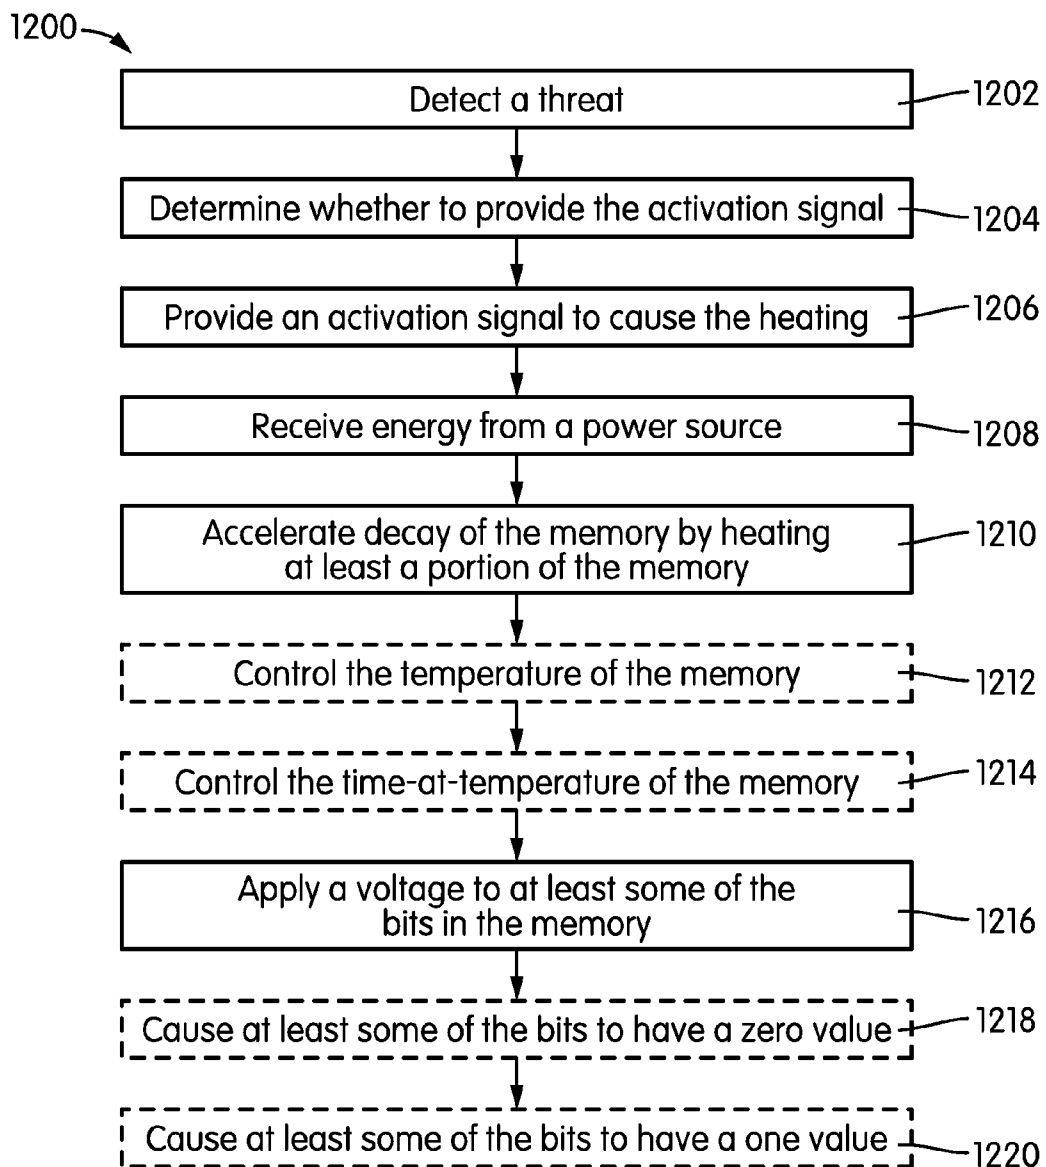 1200
Detect a threat
1202
Determine whether to provide the activation signal
1204
Provide an activation signal to cause the heating
1206
Receive energy from a power source
1208
Accelerate decay of the memory by heating
at least a portion of the memory
1210
Control the temperature of the memory
1212
Control the time-at-temperature of the memory
1214
Apply a voltage to at least some of the
bits in the memory
1216
Cause at least some of the bits to have a zero value
1218
Cause at least some of the bits to have a one value
1220